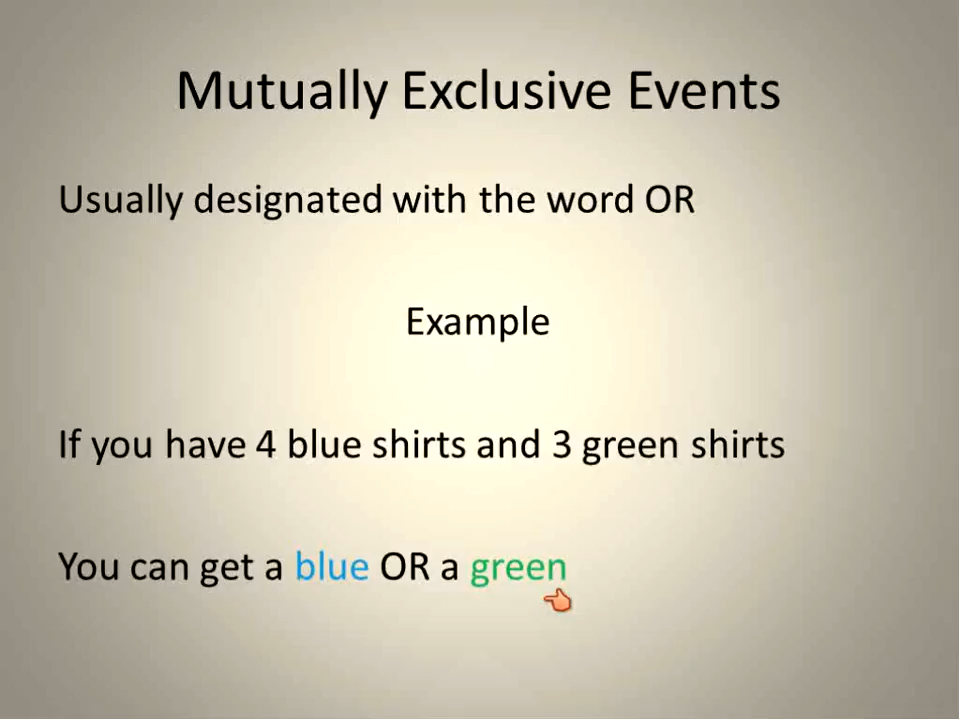 Mutually Exclusive Events
Usually designated with the word OR
Example
If you have 4 blue shirts and 3 green shirts
You can get a blue OR a green